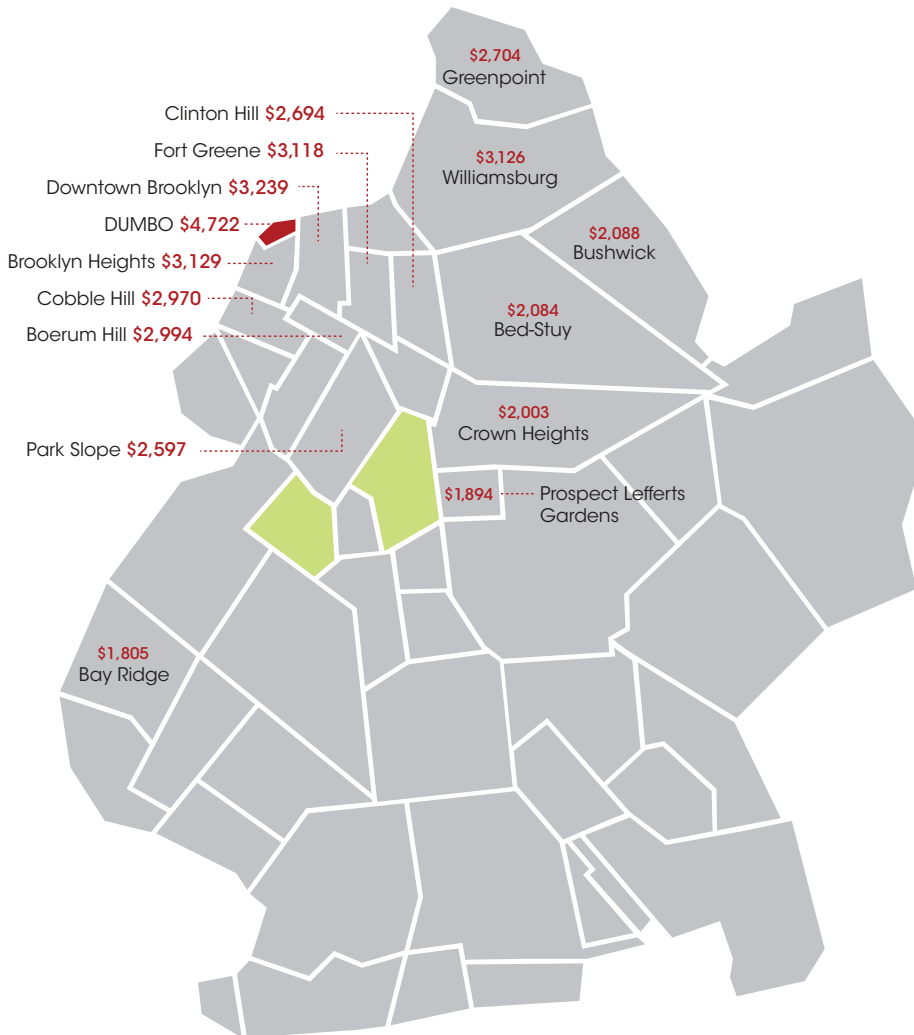 $2,704
Greenpoint
Clinton Hill $2,694
Fort Greene $3,118
$3,126
Williamsburg
Downtown Brooklyn $3,239
DUMBO $4,722
$2,088
Bushwick
Brooklyn Heights $3,129
Cobble Hill $2,970
$2,084
Bed-Stuy
Boerum Hill $2,994
$2,003
Crown Heights
Park Slope $2,597
$1,894
Prospect Lefferts
Gardens
$1,805
Bay Ridge